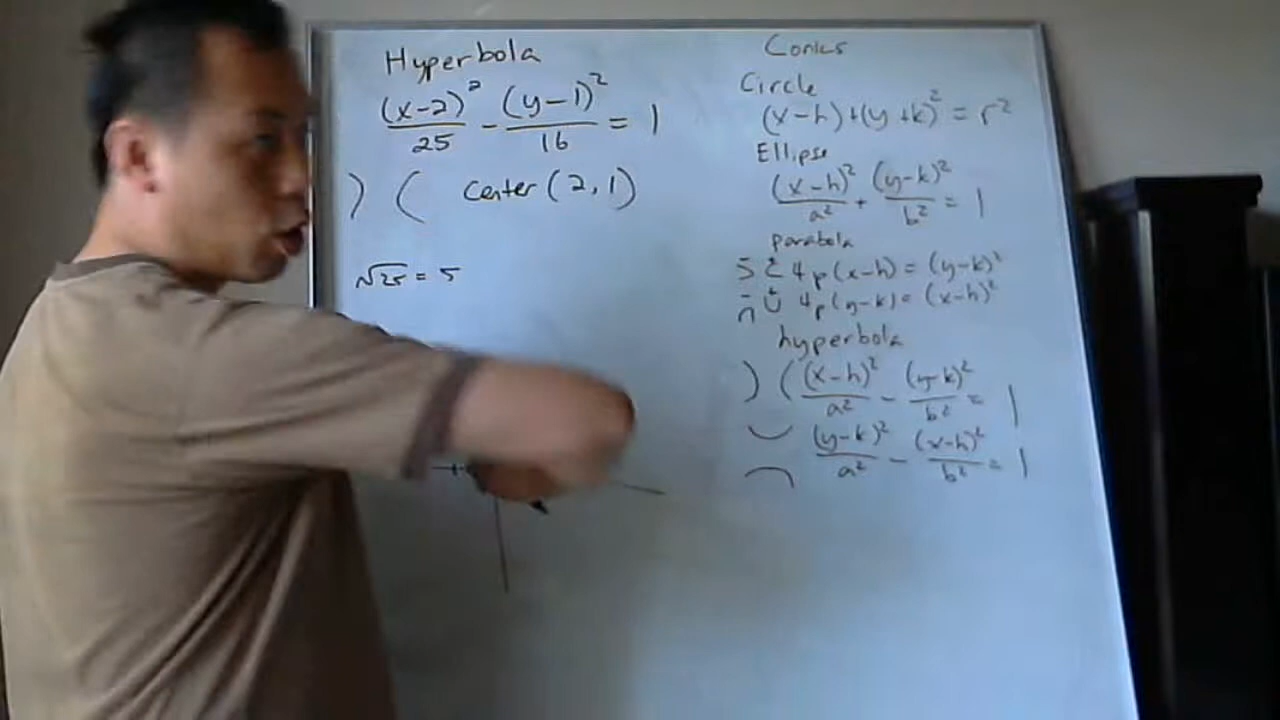 Hyperbola
(x-2)²/25 - (y-1)²/16 = 1
) ( Center (2,1)
√25 = 5
Conics
Circle
(x-h)+(y+k)² = r²
Ellipse
(x-h)²/a² + (y-k)²/b² = 1
parabola
4p(x-h) = (y-k)²
4p(y-k) = (x-h)²
hyperbola
) ( (x-h)²/a² - (y-k)²/b² = 1
(y-k)²/a² - (x-h)²/b² = 1